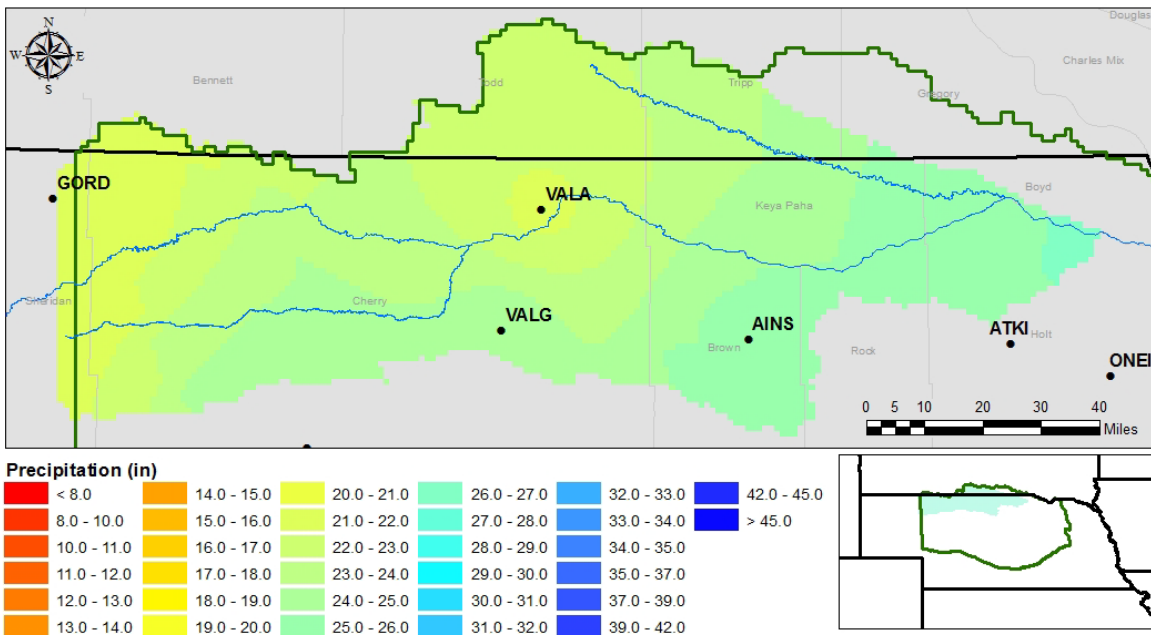 N
W E
S
Bennett
Todd
Tripp
Gregory
Charles Mix
Douglas
GORD
VALA
Keya Paha
Boyd
Sheridan
Cherry
VALG
AINS
Brown
Rock
ATKI
Holt
ONEI
0 5 10 20 30 40
Miles
Precipitation (in)
< 8.0 14.0 - 15.0 20.0 - 21.0 26.0 - 27.0 32.0 - 33.0 42.0 - 45.0
8.0 - 10.0 15.0 - 16.0 21.0 - 22.0 27.0 - 28.0 33.0 - 34.0 > 45.0
10.0 - 11.0 16.0 - 17.0 22.0 - 23.0 28.0 - 29.0 34.0 - 35.0
11.0 - 12.0 17.0 - 18.0 23.0 - 24.0 29.0 - 30.0 35.0 - 37.0
12.0 - 13.0 18.0 - 19.0 24.0 - 25.0 30.0 - 31.0 37.0 - 39.0
13.0 - 14.0 19.0 - 20.0 25.0 - 26.0 31.0 - 32.0 39.0 - 42.0